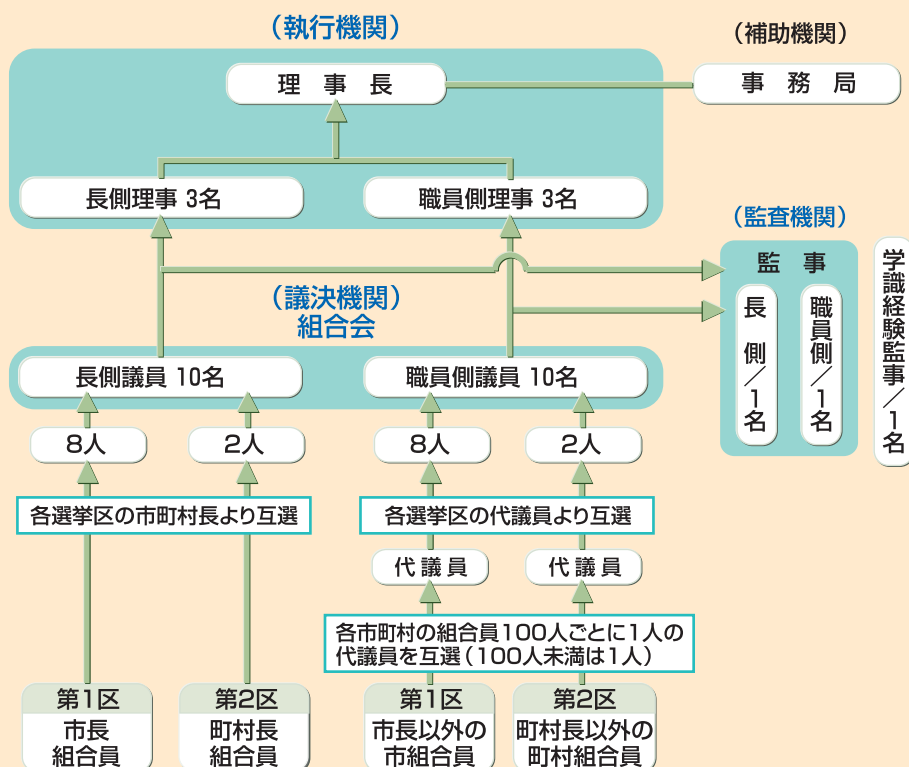 （執行機関）
（補助機関）
理事長
事務局
長側理事 3名
職員側理事 3名
（監査機関）
監事
長側／1名
職員側／1名
学識経験監事／1名
（議決機関）
組合会
長側議員 10名
職員側議員 10名
8人
2人
8人
2人
各選挙区の市町村長より互選
各選挙区の代議員より互選
代議員
代議員
各市町村の組合員100人ごとに1人の
代議員を互選（100人未満は1人）
第1区
市長
組合員
第2区
町村長
組合員
第1区
市長以外の
市組合員
第2区
町村長以外の
町村組合員